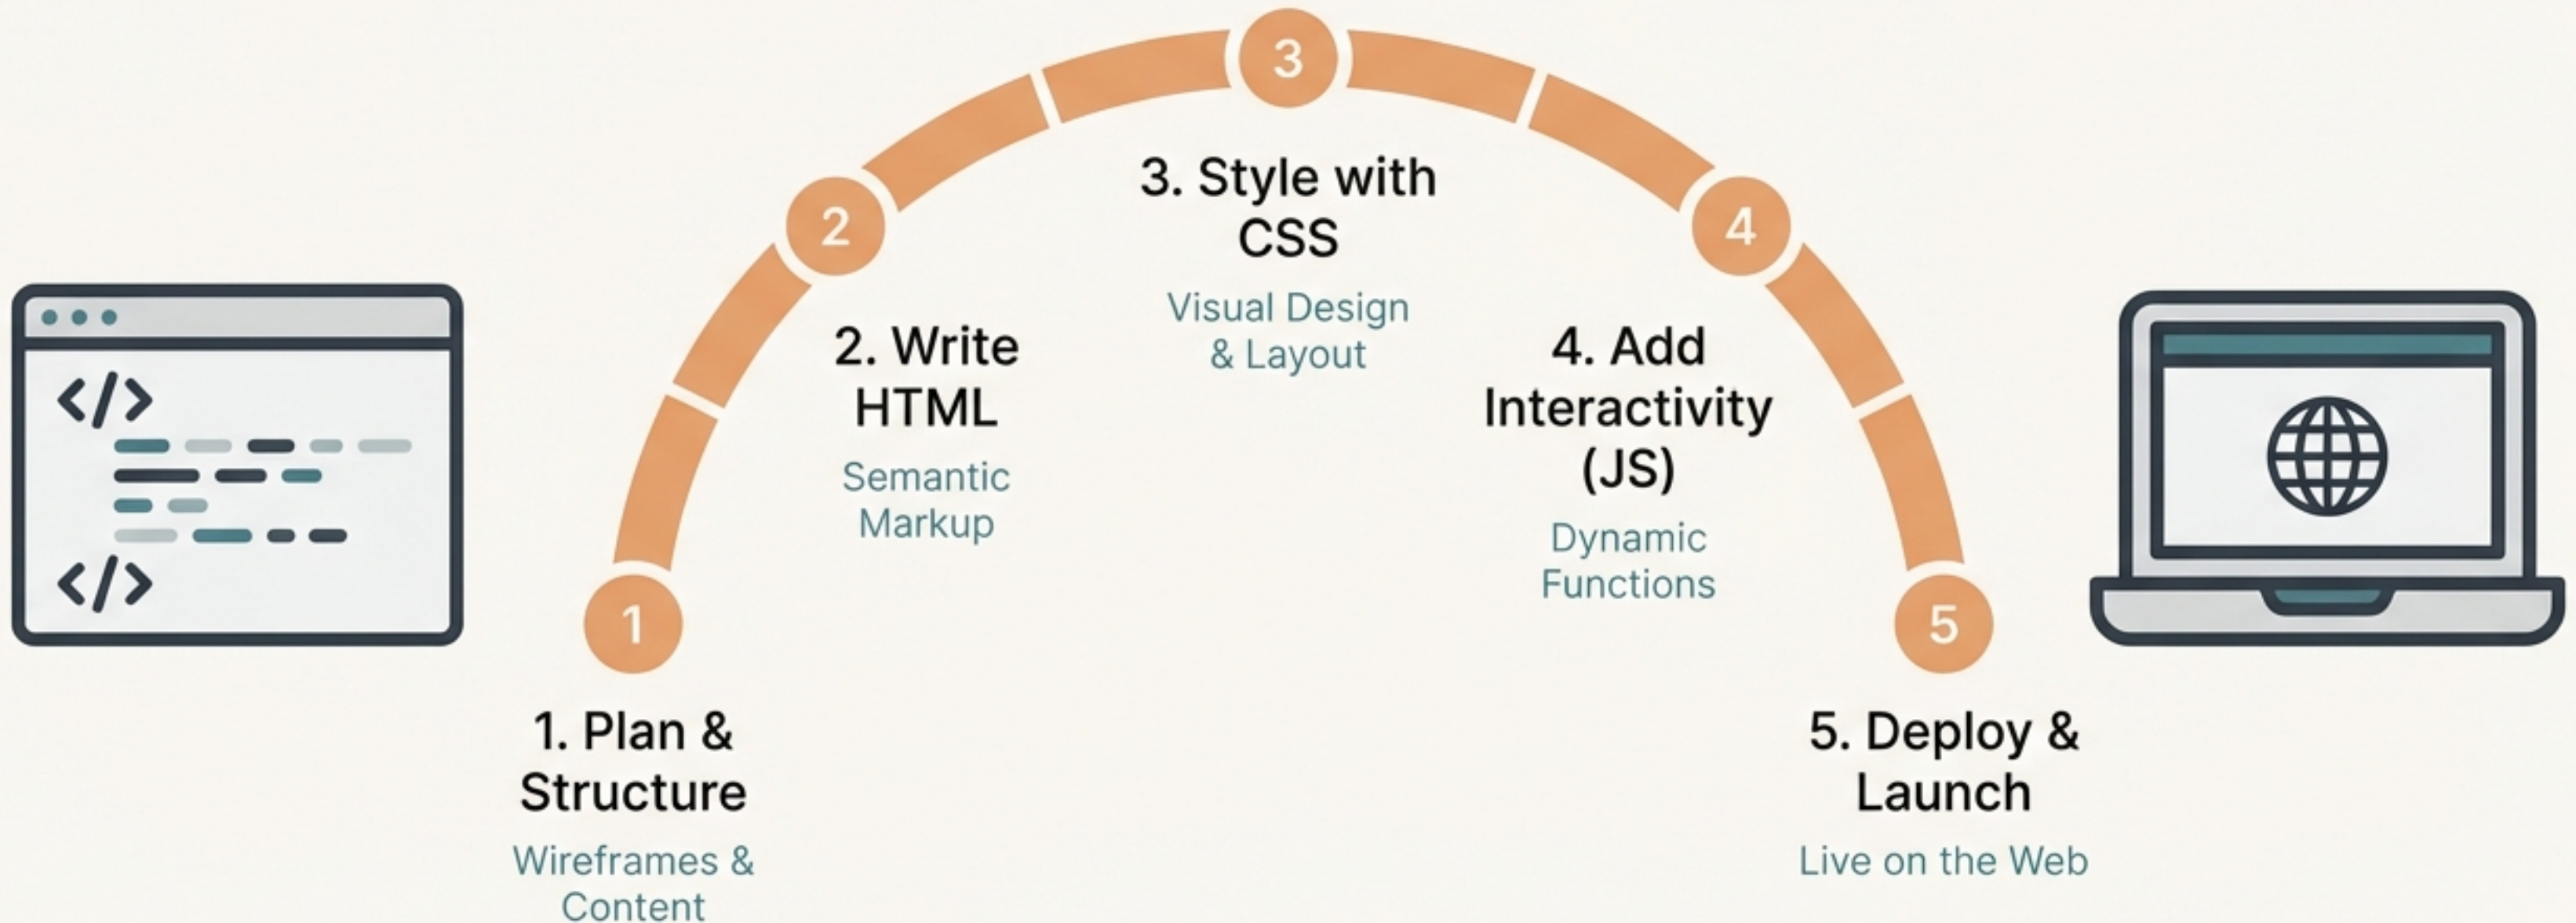 1
1. Plan &
Structure
Wireframes &
Content
2
2. Write
HTML
Semantic
Markup
3
3. Style with
CSS
Visual Design
& Layout
4
4. Add
Interactivity
(JS)
Dynamic
Functions
5
5. Deploy &
Launch
Live on the Web
</>
</>